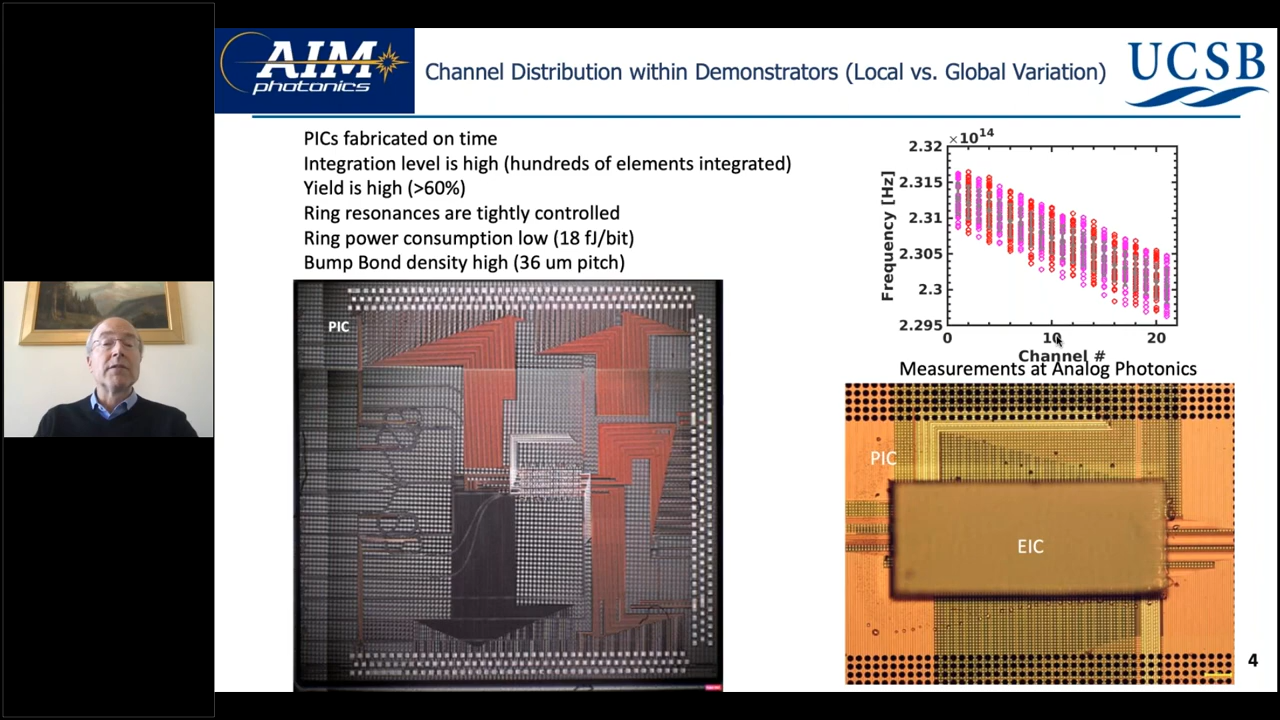 AIM
photonics
Channel Distribution within Demonstrators (Local vs. Global Variation)
UCSB
PICs fabricated on time
Integration level is high (hundreds of elements integrated)
Yield is high (>60%)
Ring resonances are tightly controlled
Ring power consumption low (18 fJ/bit)
Bump Bond density high (36 um pitch)
×10¹⁴
2.32
2.315
2.31
2.305
2.3
2.295
Frequency [Hz]
0
10
20
Channel #
Measurements at Analog Photonics
PIC
PIC
EIC
4